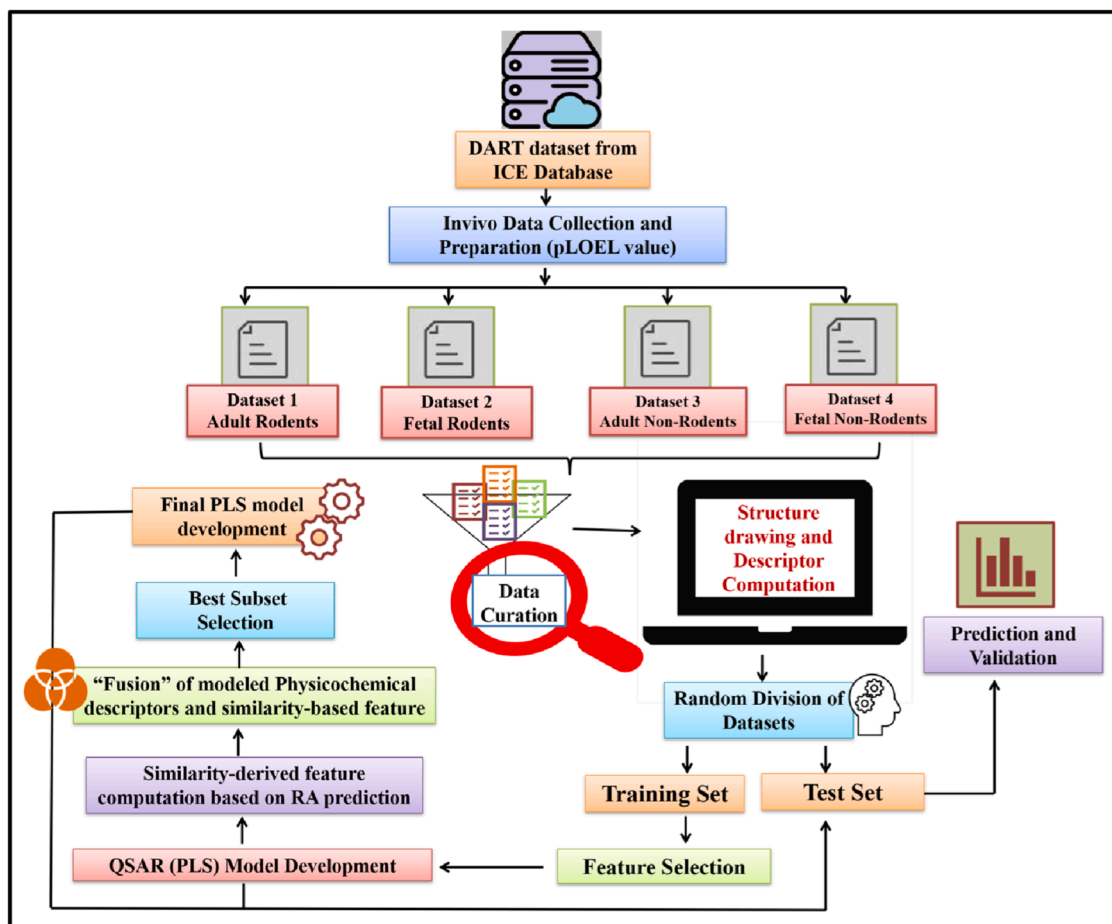 DART dataset from
ICE Database
Invivo Data Collection and
Preparation (pLOEL value)
Dataset 1
Adult Rodents
Dataset 2
Fetal Rodents
Dataset 3
Adult Non-Rodents
Dataset 4
Fetal Non-Rodents
Data
Curation
Structure
drawing and
Descriptor
Computation
Random Division of
Datasets
Training Set
Test Set
Prediction and
Validation
Feature Selection
QSAR (PLS) Model Development
Similarity-derived feature
computation based on RA prediction
“Fusion” of modeled Physicochemical
descriptors and similarity-based feature
Best Subset
Selection
Final PLS model
development